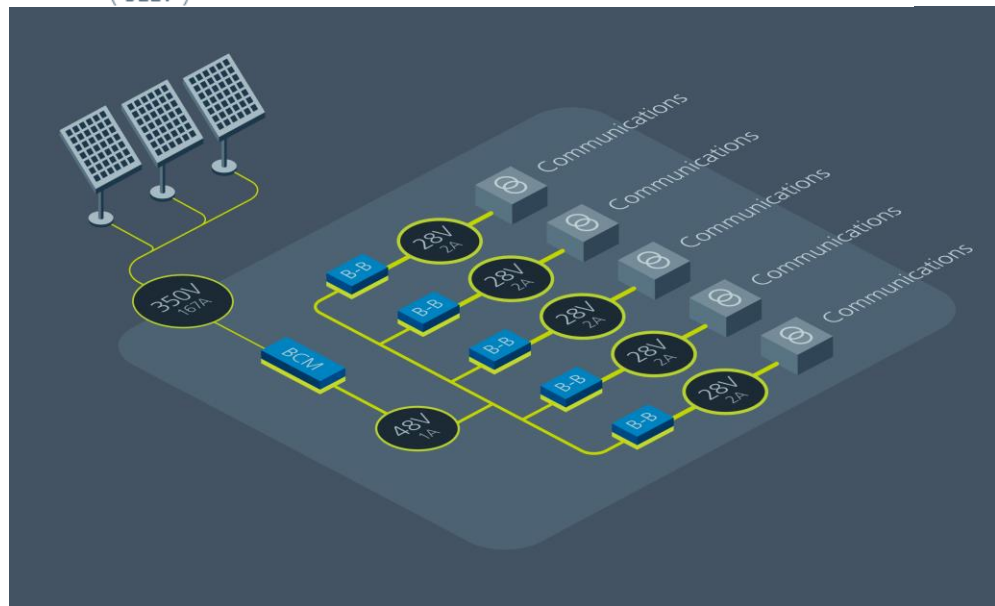 Communications
Communications
Communications
Communications
Communications
28V
2A
28V
2A
28V
2A
28V
2A
28V
2A
B-B
B-B
B-B
B-B
B-B
350V
167A
BCM
48V
1A